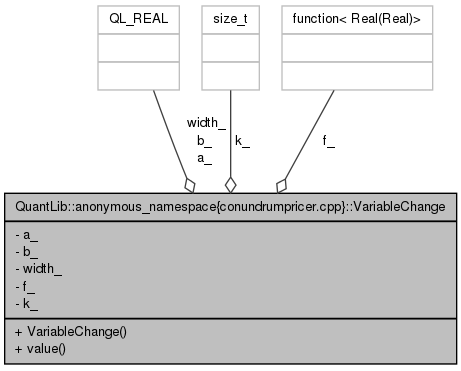 QL_REAL
size_t
function< Real(Real)>
width_
b_
a_
k_
f_
QuantLib::anonymous_namespace{conundrumpricer.cpp}::VariableChange
- a_
- b_
- width_
- f_
- k_
+ VariableChange()
+ value()